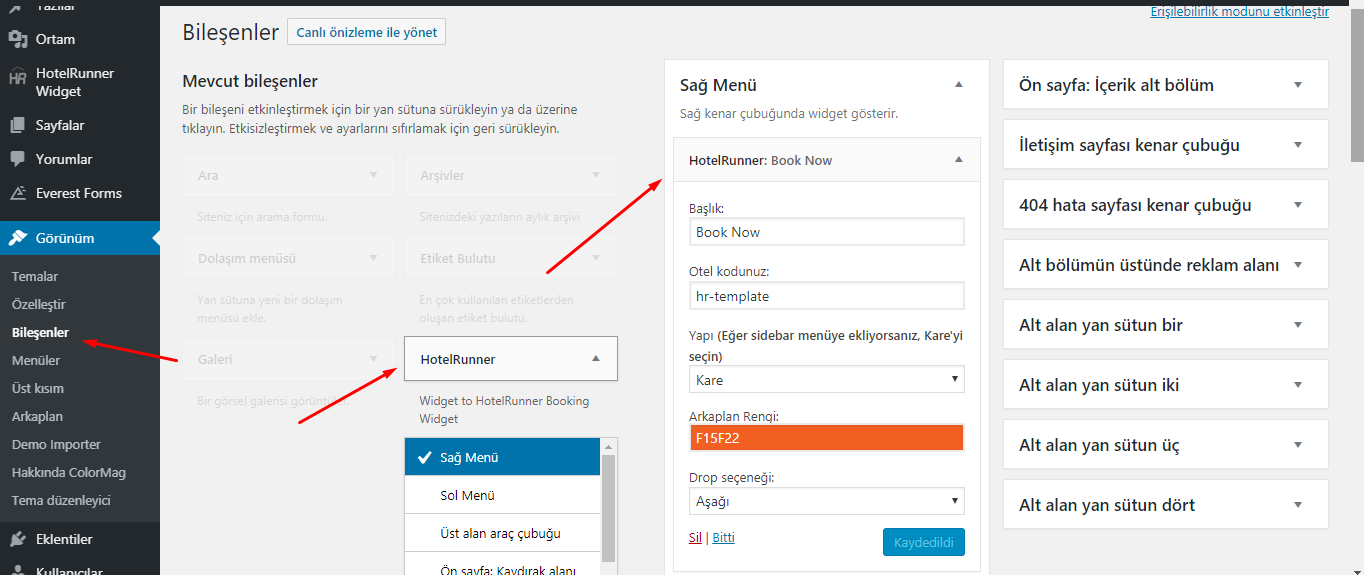 Yazılar
Ortam
HotelRunner
Widget
Sayfalar
Yorumlar
Everest Forms
Görünüm
Temalar
Özelleştir
Bileşenler
Menüler
Üst kısım
Arkaplan
Demo Importer
Hakkında ColorMag
Tema düzenleyici
Eklentiler
Kullanıcılar
Erişilebilirlik modunu etkinleştir
Bileşenler
Canlı önizleme ile yönet
Mevcut bileşenler
Bir bileşeni etkinleştirmek için bir yan sütuna sürükleyin ya da üzerine
tıklayın. Etkisizleştirmek ve ayarlarını sıfırlamak için geri sürükleyin.
Ara
Siteniz için arama formu.
Arşivler
Sitenizdeki yazıların aylık arşivi
Dolaşım menüsü
Yan sütuna yeni bir dolaşım
menüsü ekle.
Etiket Bulutu
En çok kullanılan etiketlerden
oluşan etiket bulutu.
Galeri
Bir görsel galerisi görüntüler.
HotelRunner
Widget to HotelRunner Booking
Widget
Sağ Menü
Sol Menü
Üst alan araç çubuğu
Ön sayfa: Kaydırak alanı
Sağ Menü
Sağ kenar çubuğunda widget gösterir.
HotelRunner: Book Now
Başlık:
Book Now
Otel kodunuz:
hr-template
Yapı (Eğer sidebar menüye ekliyorsanız, Kare'yi
seçin)
Kare
Arkaplan Rengi:
F15F22
Drop seçeneği:
Aşağı
Sil | Bitti
Kaydedildi
Ön sayfa: İçerik alt bölüm
İletişim sayfası kenar çubuğu
404 hata sayfası kenar çubuğu
Alt bölümün üstünde reklam alanı
Alt alan yan sütun bir
Alt alan yan sütun iki
Alt alan yan sütun üç
Alt alan yan sütun dört